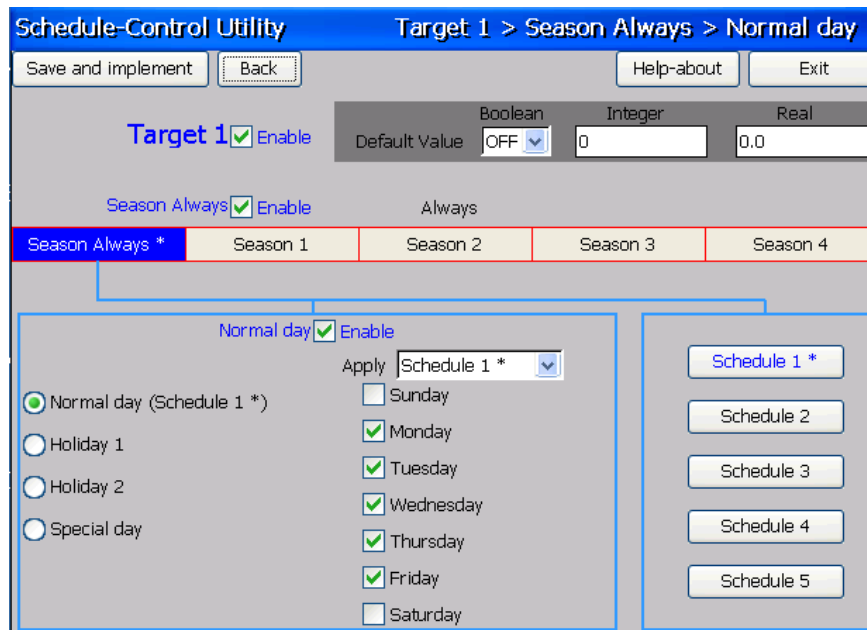 Schedule-Control Utility Target 1 > Season Always > Normal day
Save and implement Back Help-about Exit
Boolean Integer Real
Target 1 Enable Default Value OFF 0 0.0
Season Always Enable Always
Season Always * Season 1 Season 2 Season 3 Season 4
Normal day Enable
Apply Schedule 1 *
Normal day (Schedule 1 *)
Holiday 1
Holiday 2
Special day
Sunday
Monday
Tuesday
Wednesday
Thursday
Friday
Saturday
Schedule 1 *
Schedule 2
Schedule 3
Schedule 4
Schedule 5